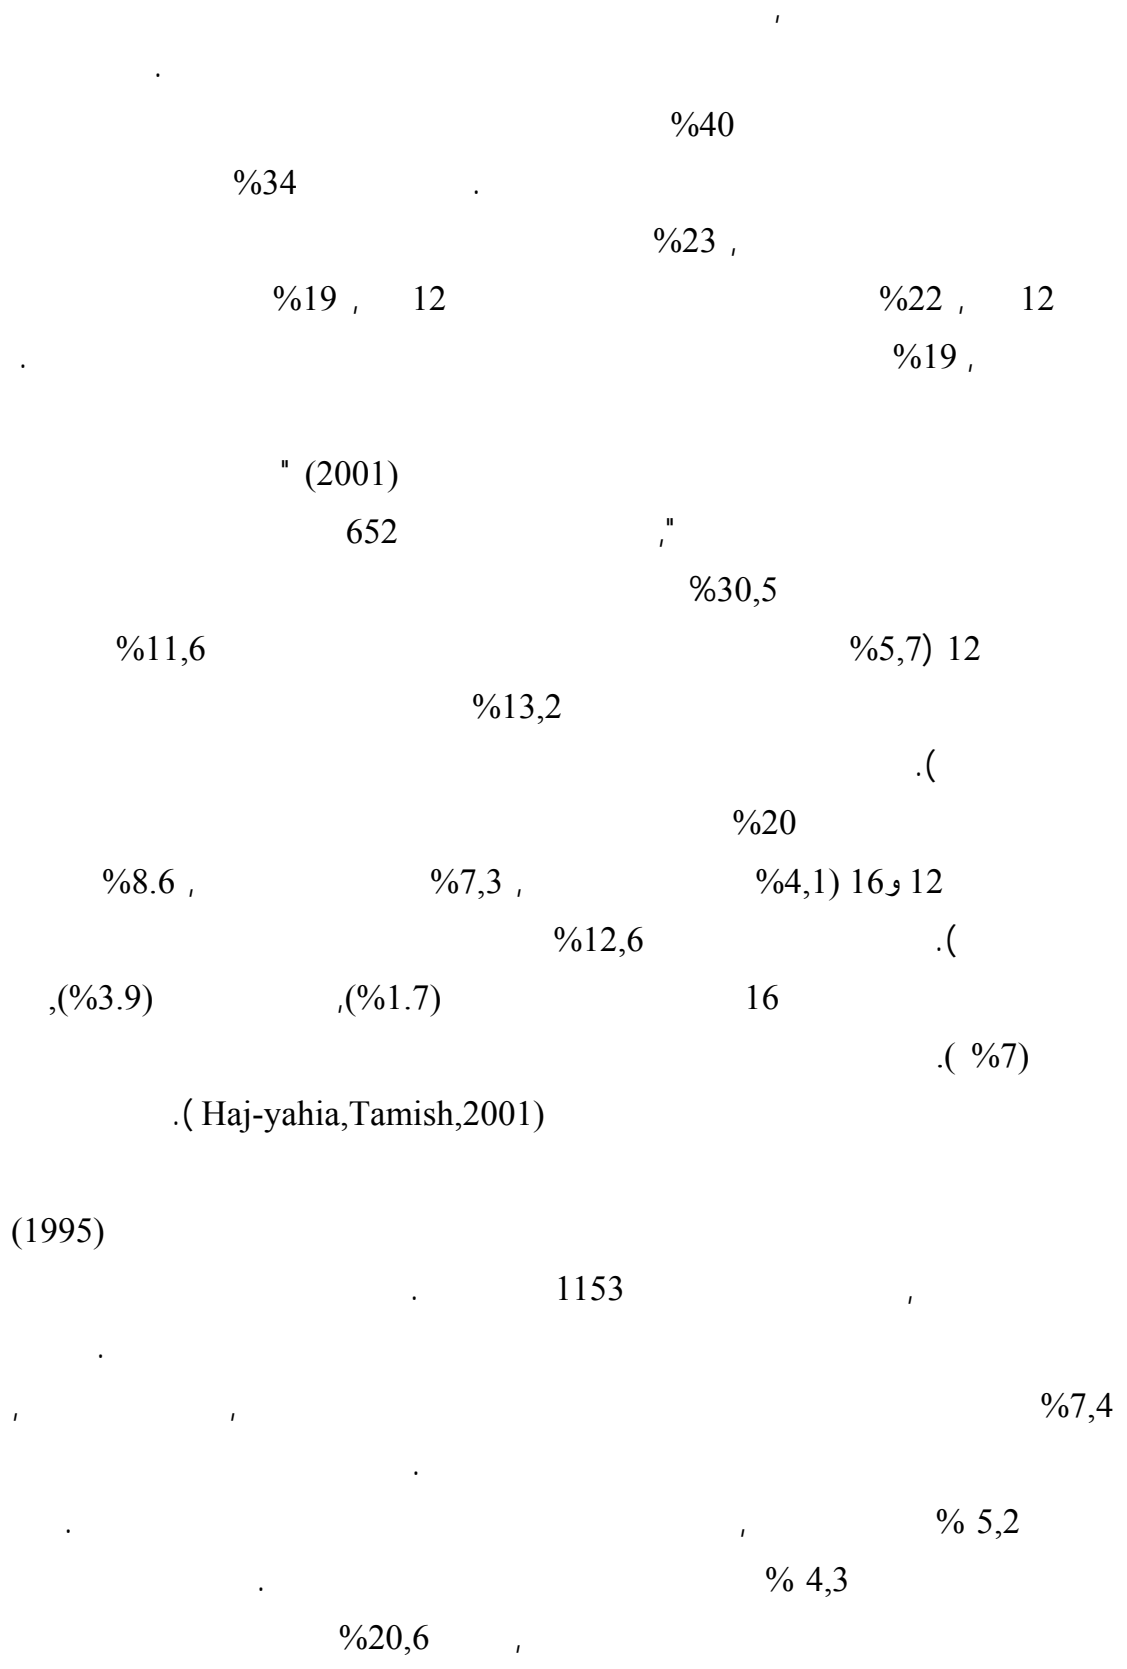 ,
.
%40
. %34
, %23
12 , %22 12 , %19
, %19 .
(2001) "
", 652
%30,5
12 (%5,7 %11,6
%13,2
).
%20
12 و16 (%4,1 , %7,3 , %8.6
). %12,6
16 (%1.7), (%3.9),
(%7 ).
(Haj-yahia,Tamish,2001 ).
(1995)
, 1153 .
.
%7,4 , ,
.
% 5,2 , .
% 4,3 .
, %20,6